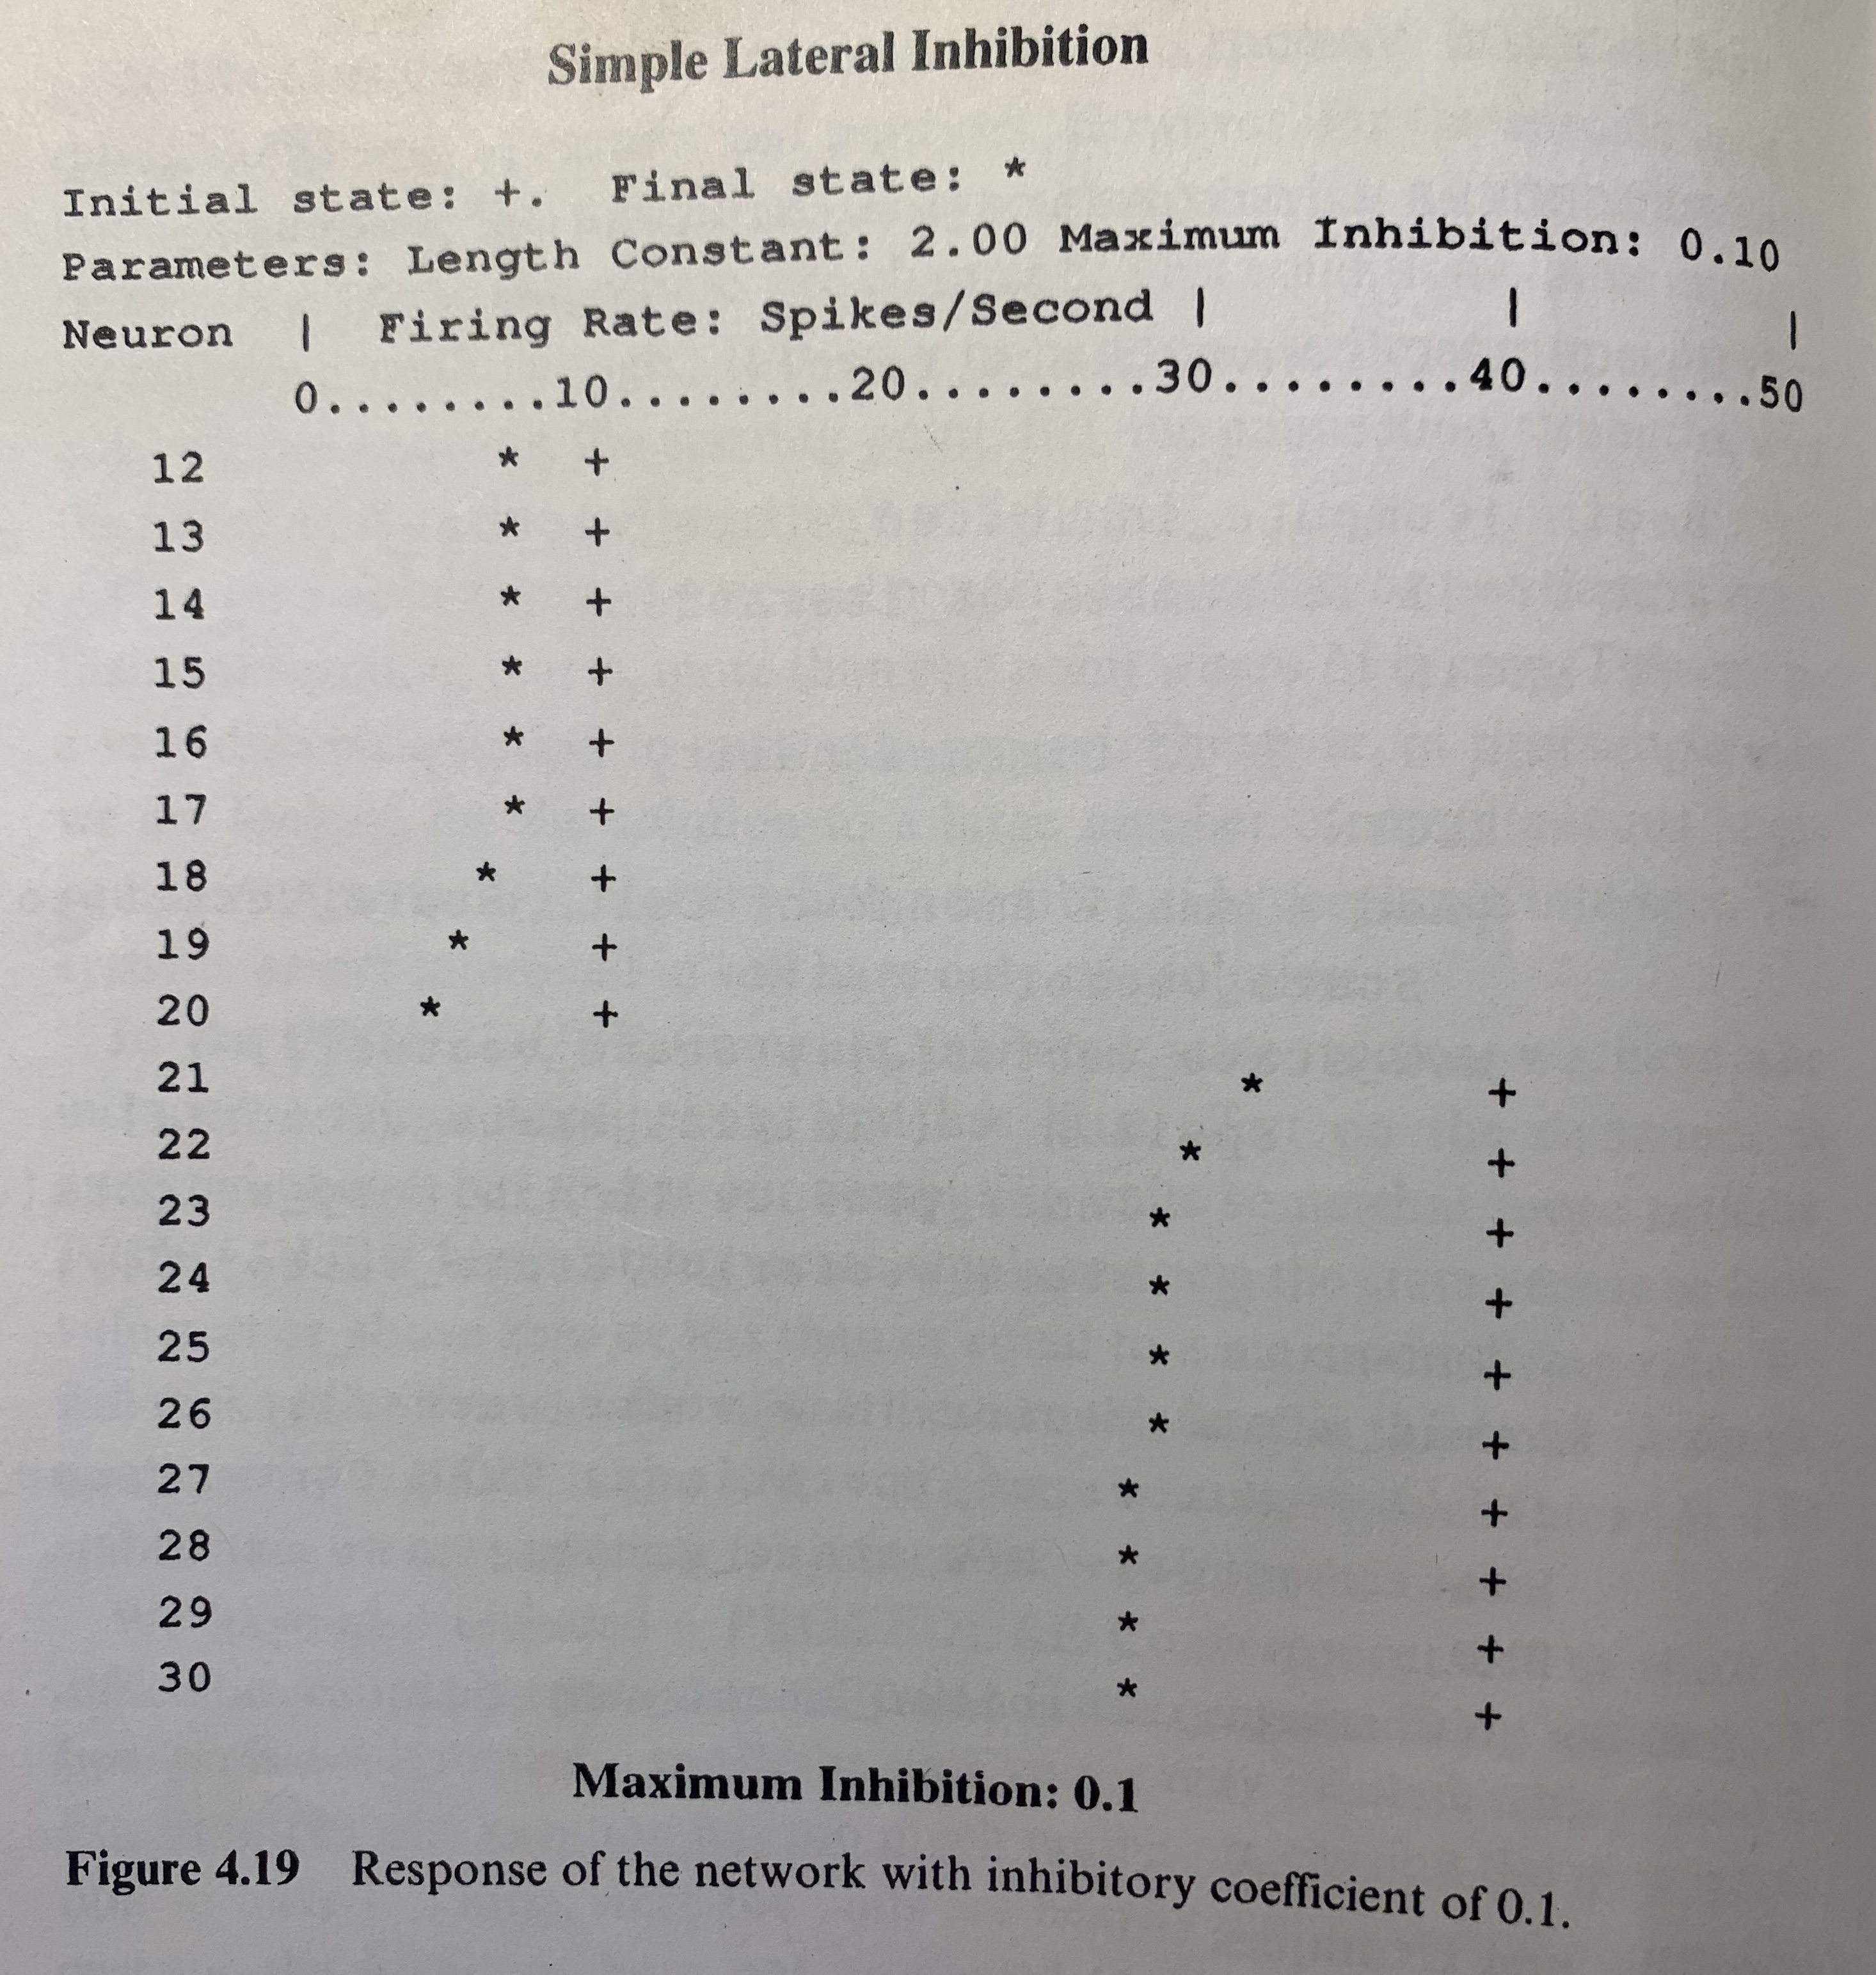 Simple Lateral Inhibition
Initial state: +. Final state: *
Parameters: Length Constant: 2.00 Maximum Inhibition: 0.10
Neuron | Firing Rate: Spikes/Second | | |
0........10........20........30........40........50
12 * +
13 * +
14 * +
15 * +
16 * +
17 * +
18 * +
19 * +
20 * +
21 * +
22 * +
23 * +
24 * +
25 * +
26 * +
27 * +
28 * +
29 * +
30 * +
Maximum Inhibition: 0.1
Figure 4.19 Response of the network with inhibitory coefficient of 0.1.